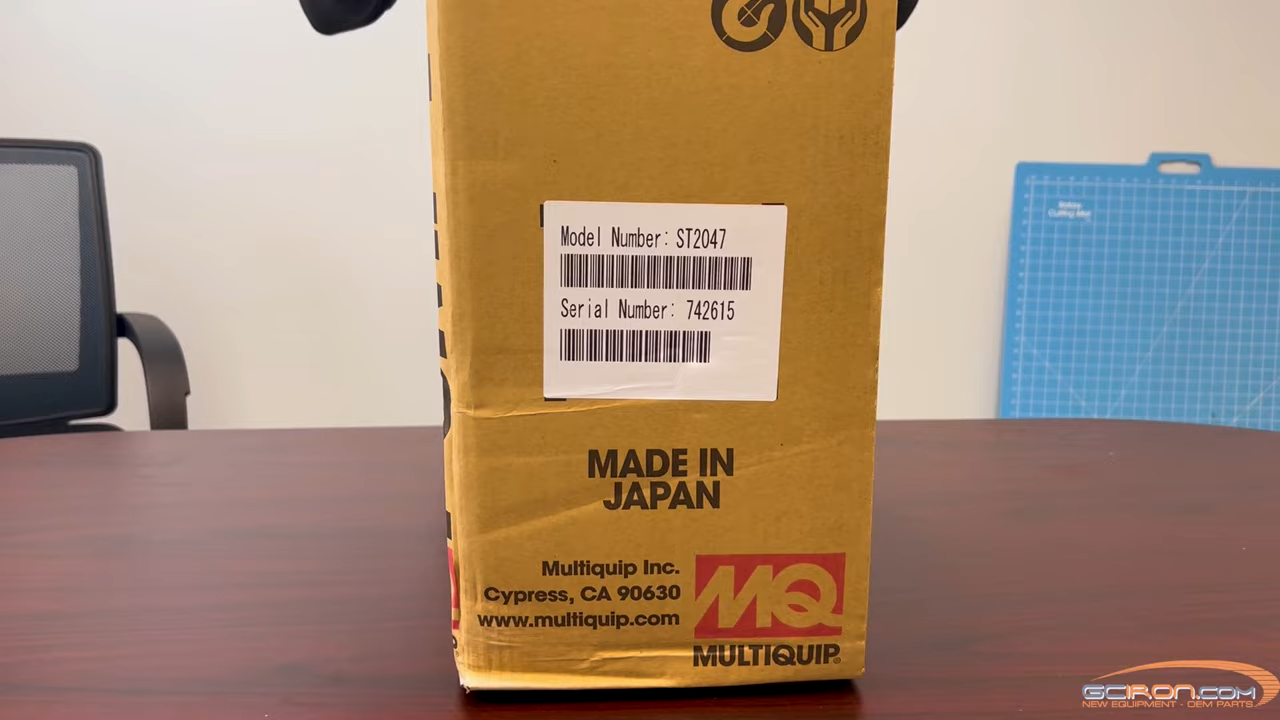 Model Number: ST2047
Serial Number: 742615
MADE IN
JAPAN
Multiquip Inc.
Cypress, CA 90630
www.multiquip.com
MQ
MULTIQUIP®
GCIRON.COM
NEW EQUIPMENT - OEM PARTS